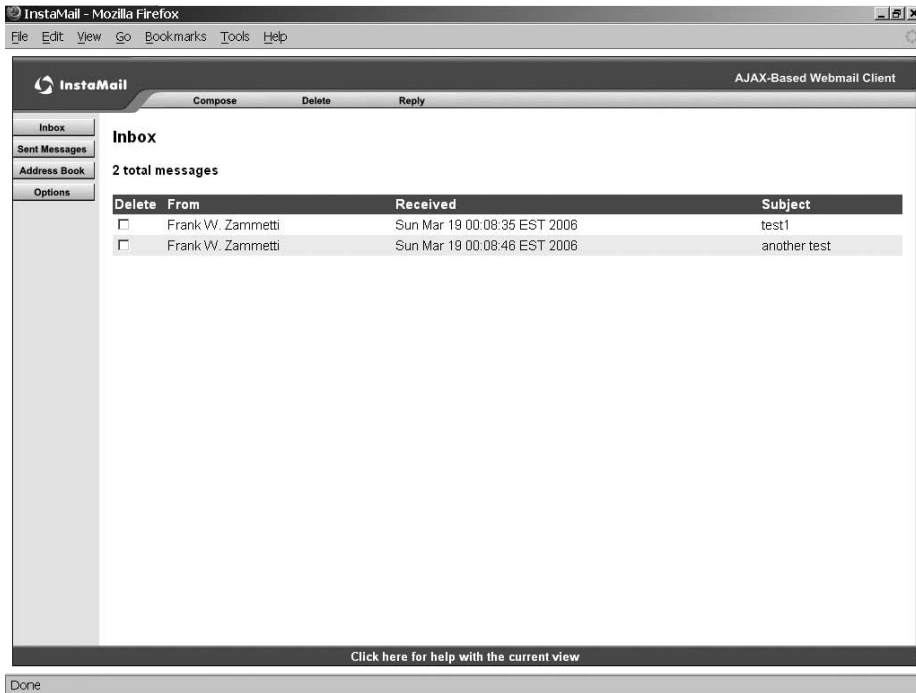 InstaMail - Mozilla Firefox
File Edit View Go Bookmarks Tools Help
InstaMail
AJAX-Based Webmail Client
Compose Delete Reply
Inbox
Sent Messages
Address Book
Options
Inbox
2 total messages
Delete From Received Subject
Frank W. Zammetti Sun Mar 19 00:08:35 EST 2006 test1
Frank W. Zammetti Sun Mar 19 00:08:46 EST 2006 another test
Click here for help with the current view
Done